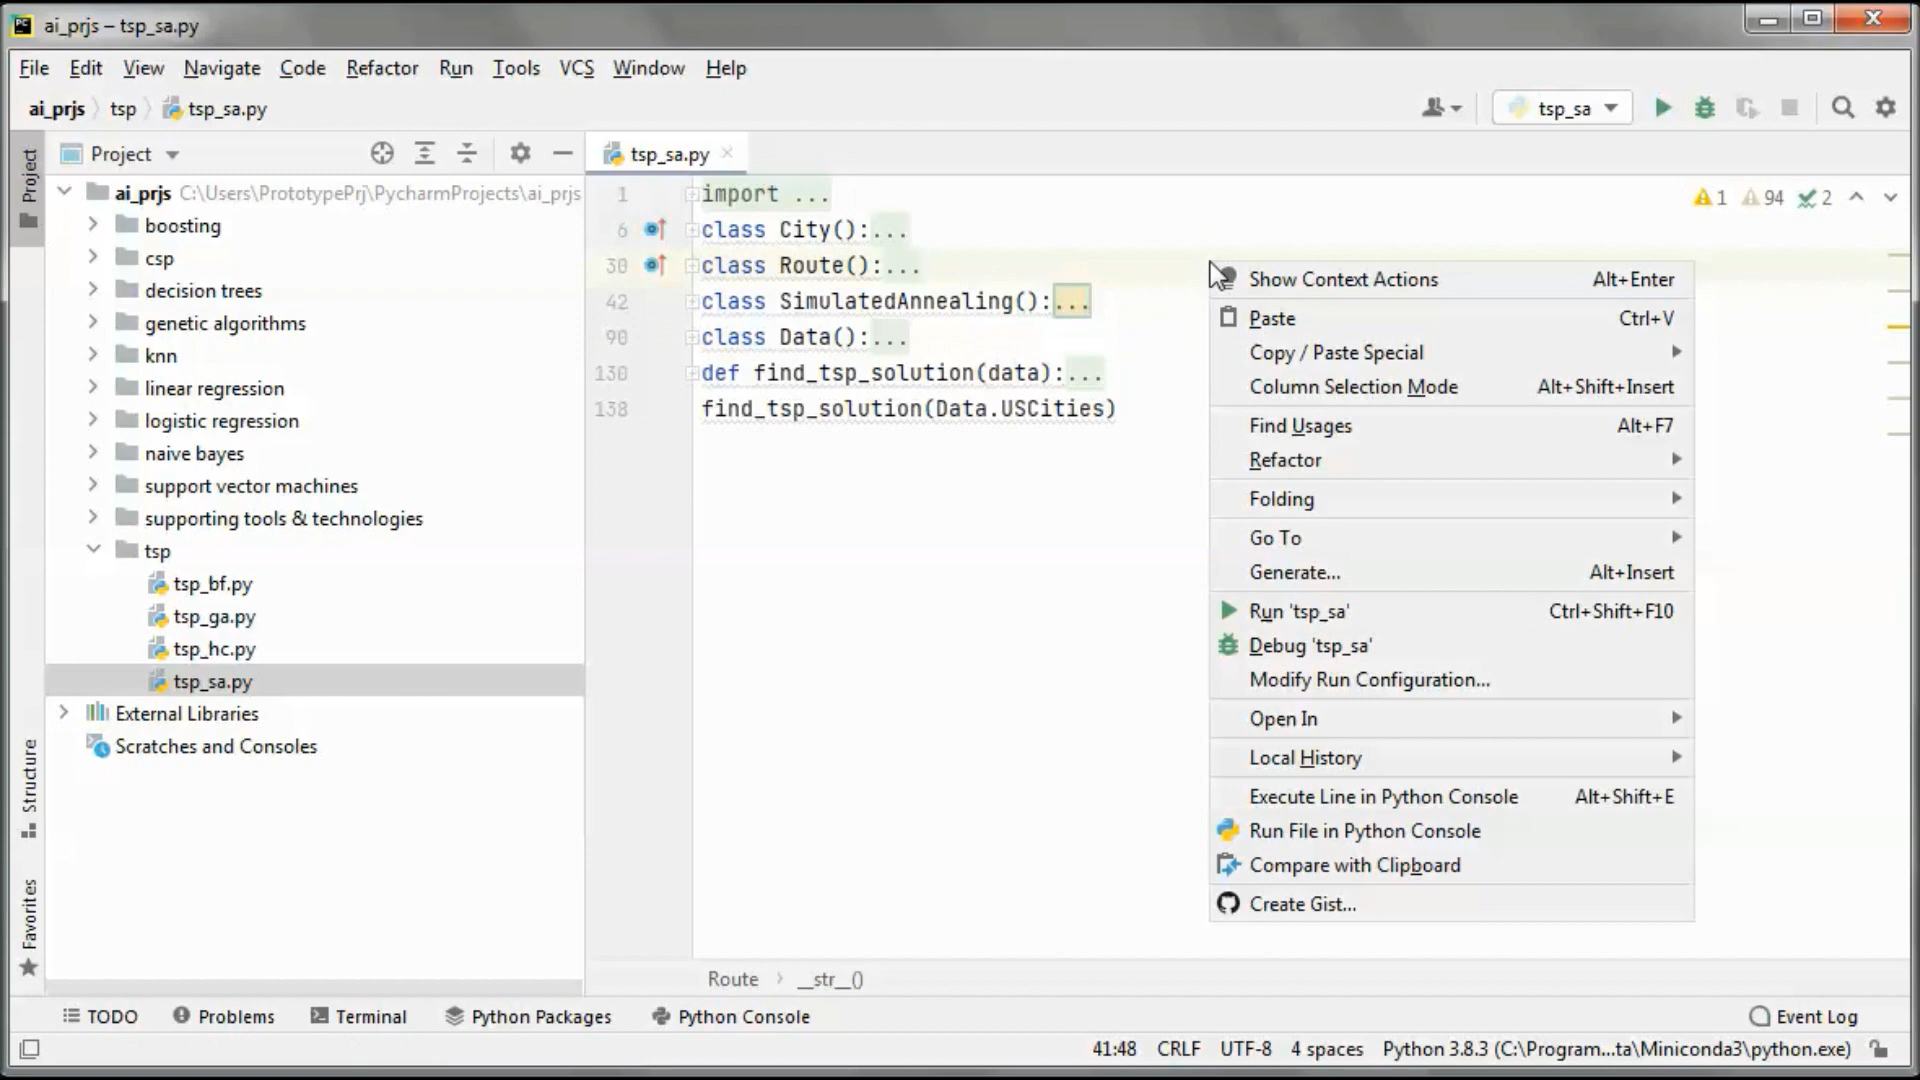 ai_prjs – tsp_sa.py
File Edit View Navigate Code Refactor Run Tools VCS Window Help
ai_prjs tsp tsp_sa.py
tsp_sa
Project
Structure
Favorites
Project
ai_prjs C:\Users\PrototypePrj\PycharmProjects\ai_prjs
boosting
csp
decision trees
genetic algorithms
knn
linear regression
logistic regression
naive bayes
support vector machines
supporting tools & technologies
tsp
tsp_bf.py
tsp_ga.py
tsp_hc.py
tsp_sa.py
External Libraries
Scratches and Consoles
tsp_sa.py
1 94 2
1 import ...
6 class City():...
30 class Route():...
42 class SimulatedAnnealing():...
90 class Data():...
130 def find_tsp_solution(data):...
138 find_tsp_solution(Data.USCities)
Show Context Actions Alt+Enter
Paste Ctrl+V
Copy / Paste Special
Column Selection Mode Alt+Shift+Insert
Find Usages Alt+F7
Refactor
Folding
Go To
Generate... Alt+Insert
Run 'tsp_sa' Ctrl+Shift+F10
Debug 'tsp_sa'
Modify Run Configuration...
Open In
Local History
Execute Line in Python Console Alt+Shift+E
Run File in Python Console
Compare with Clipboard
Create Gist...
Route __str__()
TODO Problems Terminal Python Packages Python Console Event Log
41:48 CRLF UTF-8 4 spaces Python 3.8.3 (C:\Program...ta\Miniconda3\python.exe)